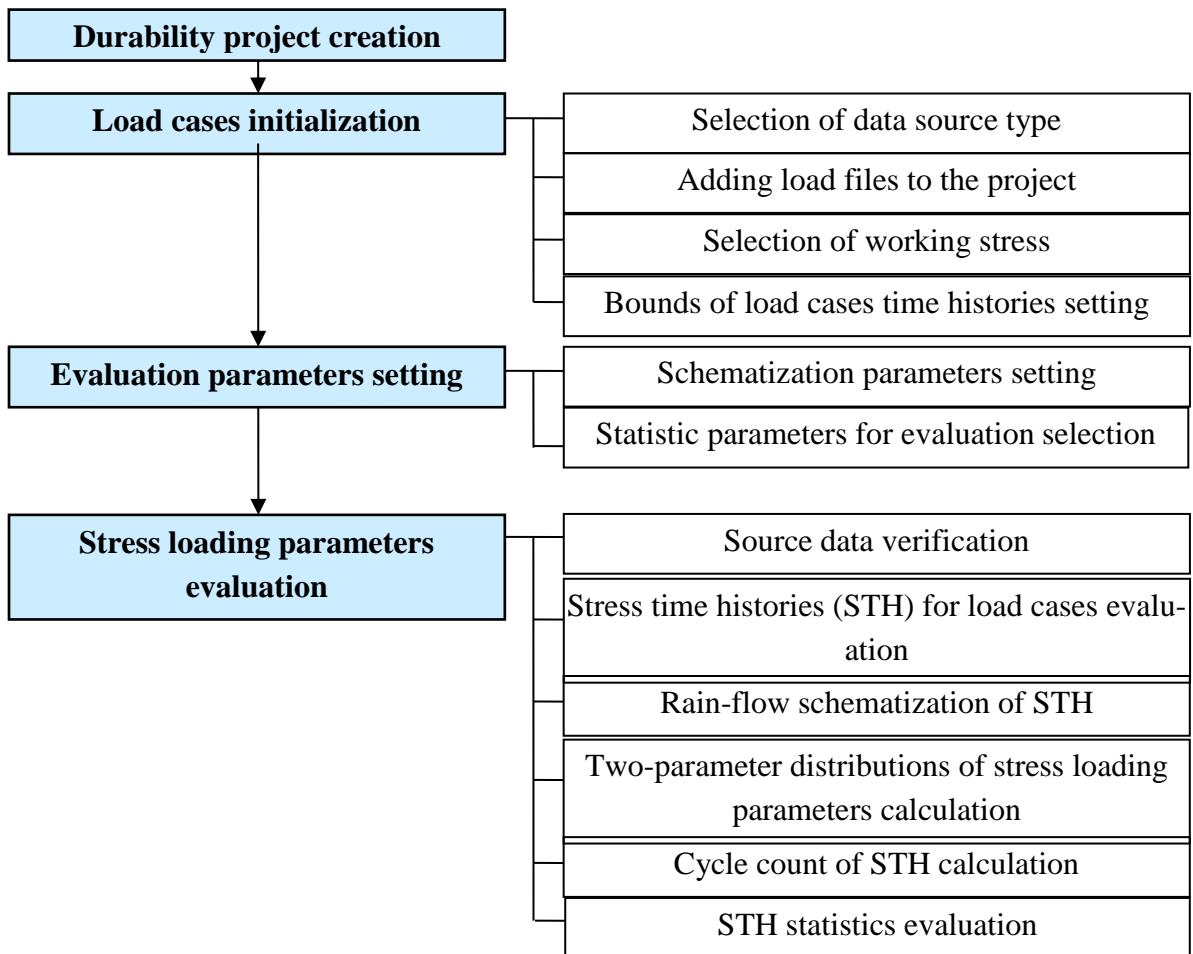 Durability project creation
Load cases initialization
Selection of data source type
Adding load files to the project
Selection of working stress
Bounds of load cases time histories setting
Evaluation parameters setting
Schematization parameters setting
Statistic parameters for evaluation selection
Stress loading parameters
evaluation
Source data verification
Stress time histories (STH) for load cases evalu-
ation
Rain-flow schematization of STH
Two-parameter distributions of stress loading
parameters calculation
Cycle count of STH calculation
STH statistics evaluation